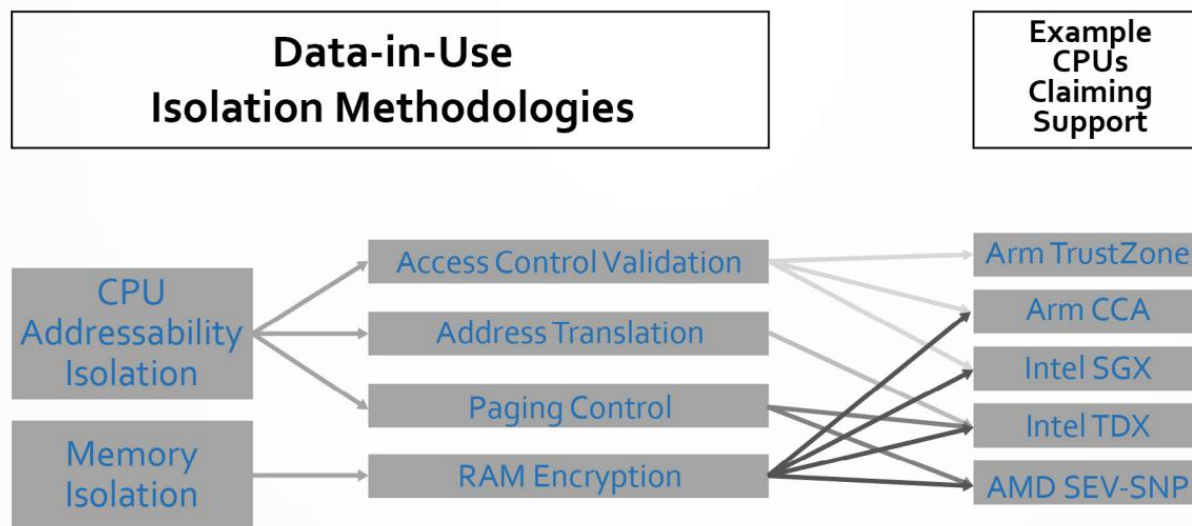 Data-in-Use
Isolation Methodologies
Example
CPUs
Claiming
Support
CPU
Addressability
Isolation
Memory
Isolation
Access Control Validation
Address Translation
Paging Control
RAM Encryption
Arm TrustZone
Arm CCA
Intel SGX
Intel TDX
AMD SEV-SNP